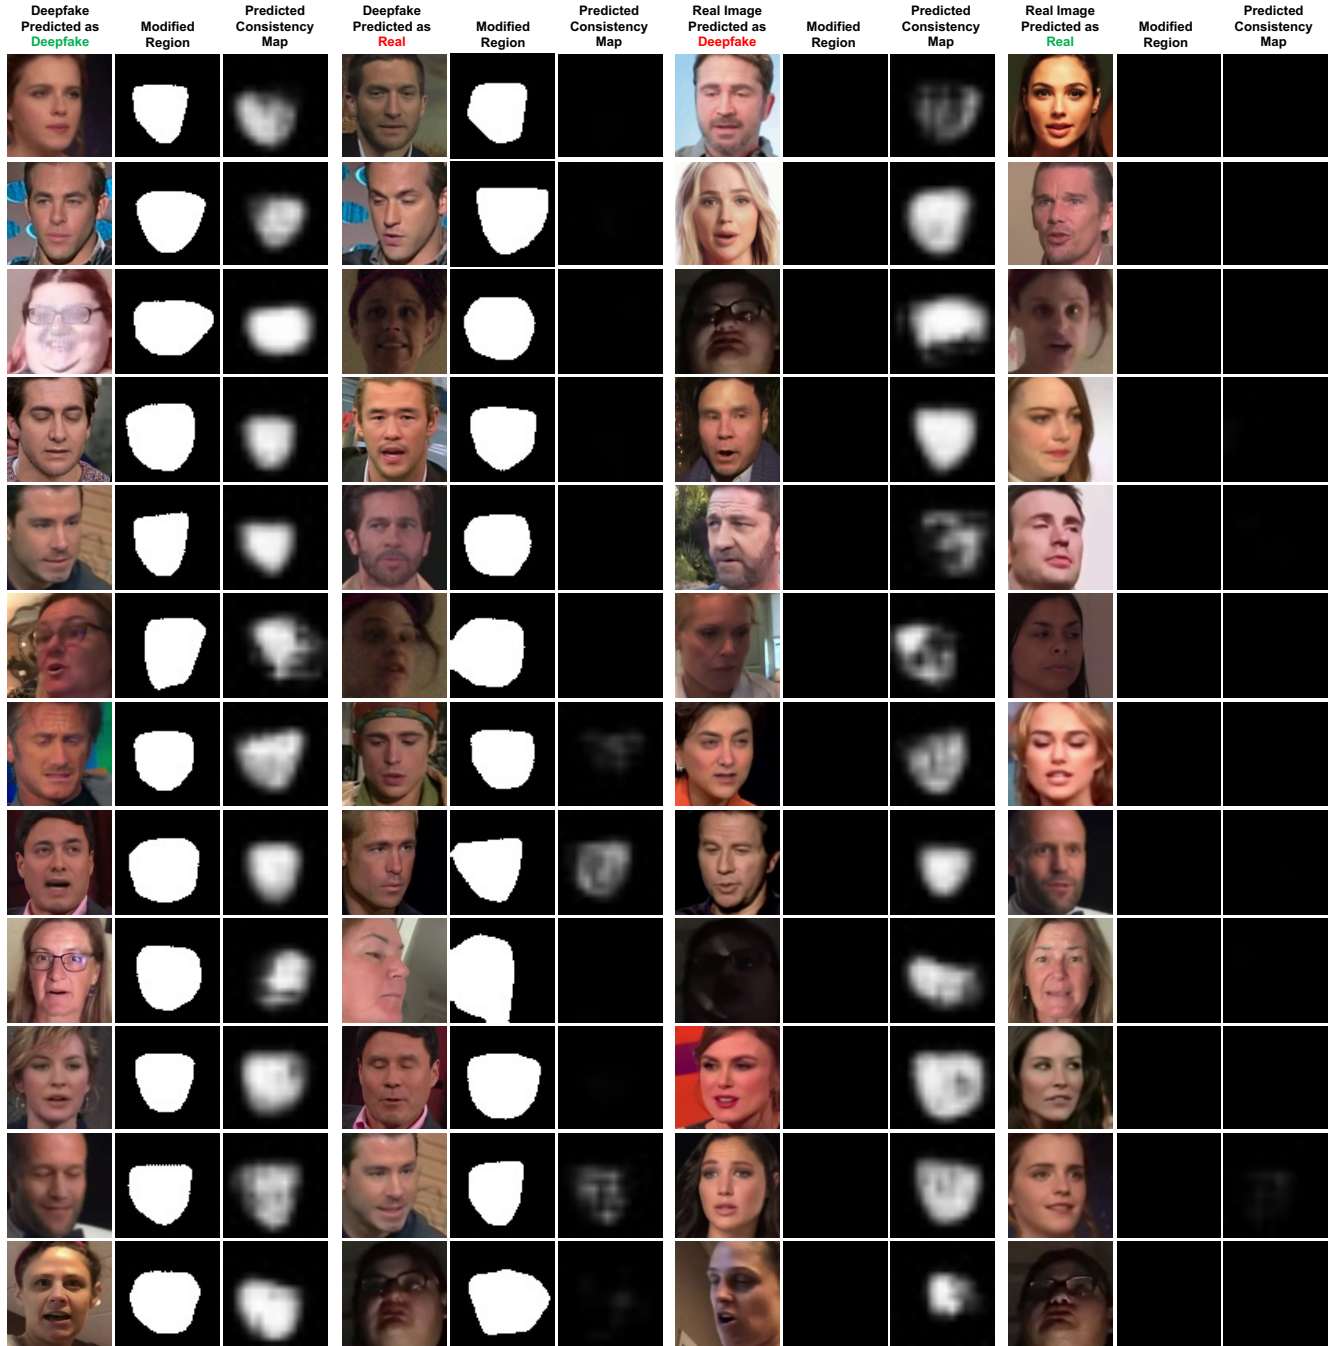 Deepfake
Predicted as
Deepfake
Modified
Region
Predicted
Consistency
Map
Deepfake
Predicted as
Real
Modified
Region
Predicted
Consistency
Map
Real Image
Predicted as
Deepfake
Modified
Region
Predicted
Consistency
Map
Real Image
Predicted as
Real
Modified
Region
Predicted
Consistency
Map